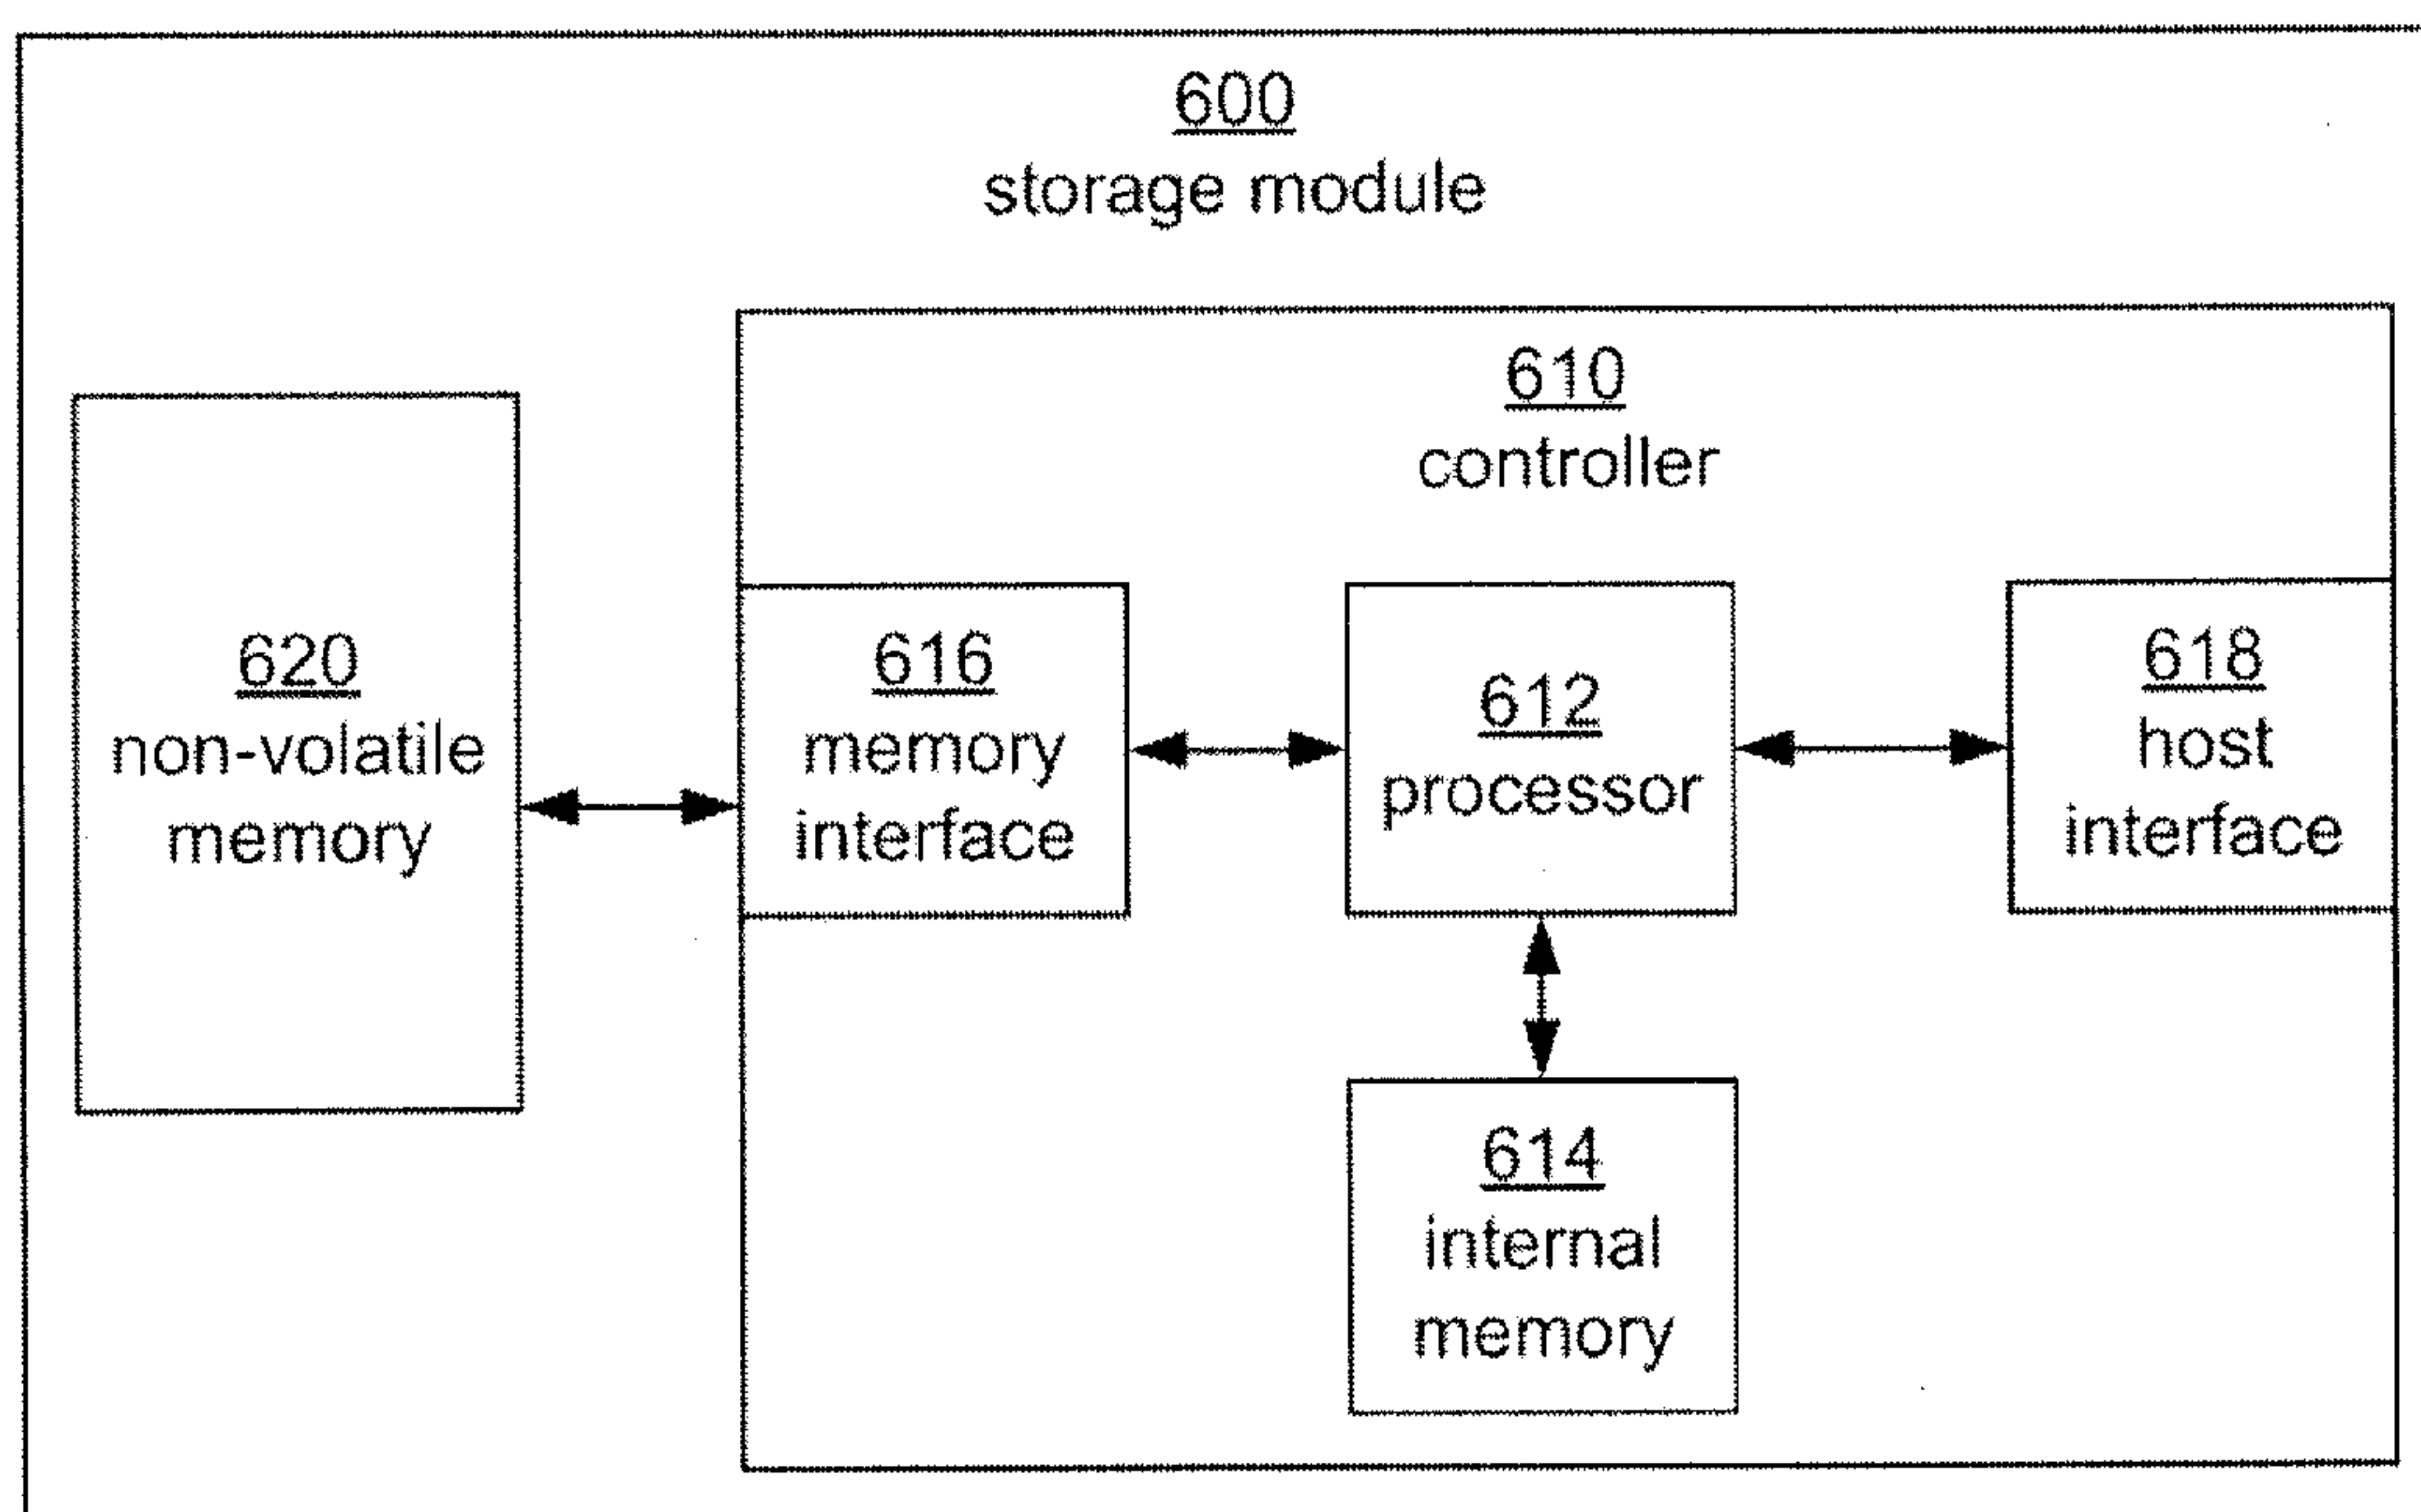 600
storage module
610
controller
620
non-volatile
memory
616
memory
interface
612
processor
618
host
interface
614
internal
memory